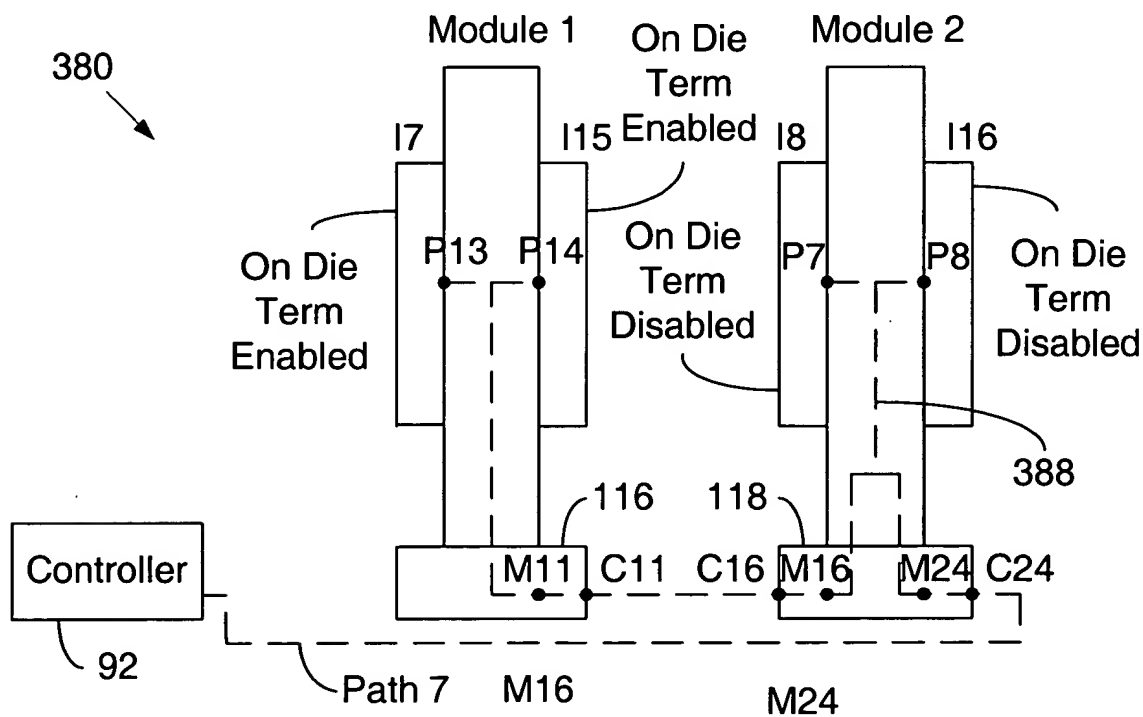 Module 1
Module 2
380
On Die
Term
Enabled
I7
I15
I8
I16
P13
P14
P7
P8
On Die
Term
Enabled
On Die
Term
Disabled
On Die
Term
Disabled
388
116
118
Controller
M11
C11
C16
M16
M24
C24
92
Path 7
M16
M24